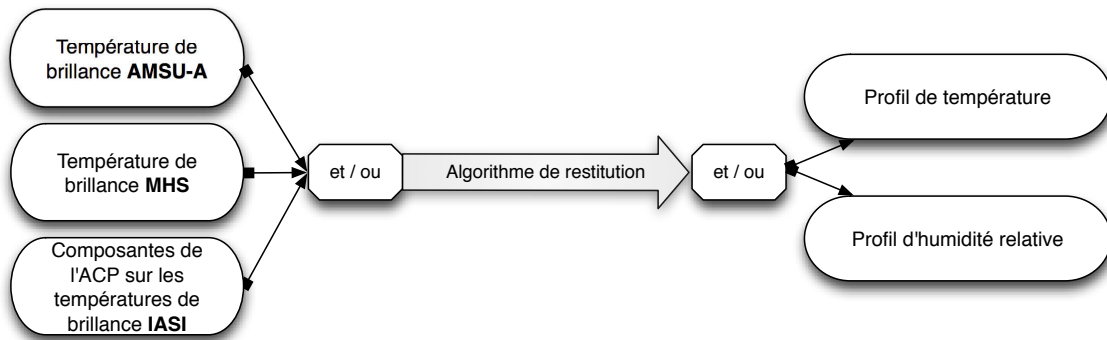 Température de
brillance AMSU-A
Température de
brillance MHS
Composantes de
l'ACP sur les
températures de
brillance IASI
et / ou
Algorithme de restitution
et / ou
Profil de température
Profil d'humidité relative